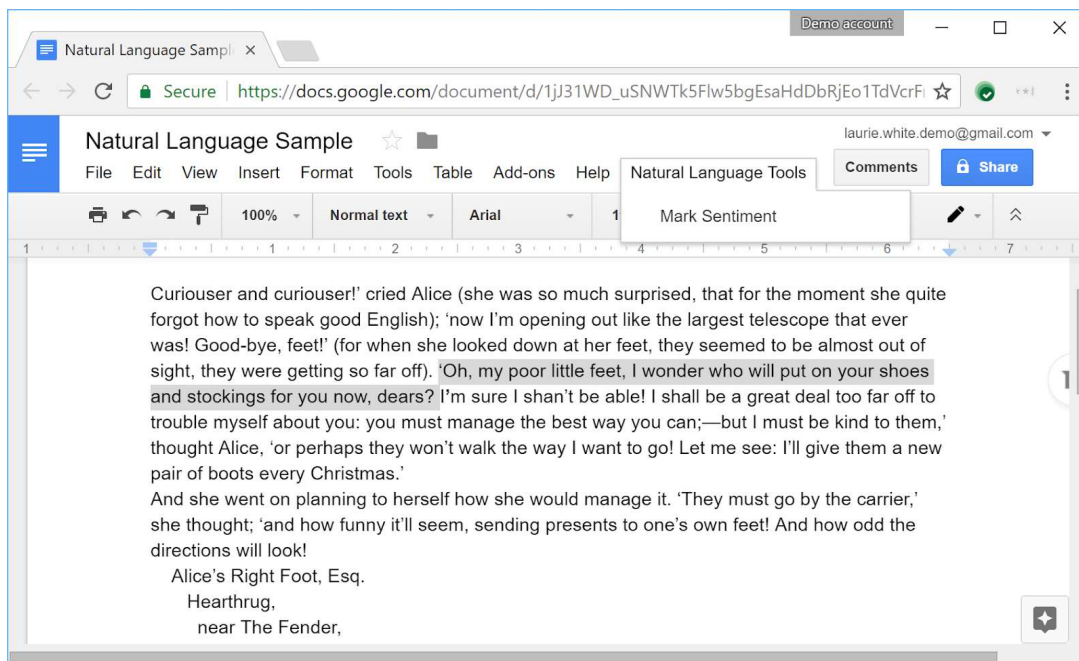 Demo account
Natural Language Sampl
Secure https://docs.google.com/document/d/1jJ31WD_uSNWTk5Flw5bgEsaHdDbRjEo1TdVcrF
Natural Language Sample
laurie.white.demo@gmail.com
File Edit View Insert Format Tools Table Add-ons Help Natural Language Tools Comments Share
100% Normal text Arial 1 Mark Sentiment
1 1 2 3 4 5 6 7
Curiouser and curiouser!’ cried Alice (she was so much surprised, that for the moment she quite
forgot how to speak good English); ‘now I’m opening out like the largest telescope that ever
was! Good-bye, feet!’ (for when she looked down at her feet, they seemed to be almost out of
sight, they were getting so far off). ‘Oh, my poor little feet, I wonder who will put on your shoes
and stockings for you now, dears? I’m sure I shan’t be able! I shall be a great deal too far off to
trouble myself about you: you must manage the best way you can;—but I must be kind to them,’
thought Alice, ‘or perhaps they won’t walk the way I want to go! Let me see: I’ll give them a new
pair of boots every Christmas.’
And she went on planning to herself how she would manage it. ‘They must go by the carrier,’
she thought; ‘and how funny it’ll seem, sending presents to one’s own feet! And how odd the
directions will look!
Alice’s Right Foot, Esq.
Hearthrug,
near The Fender,